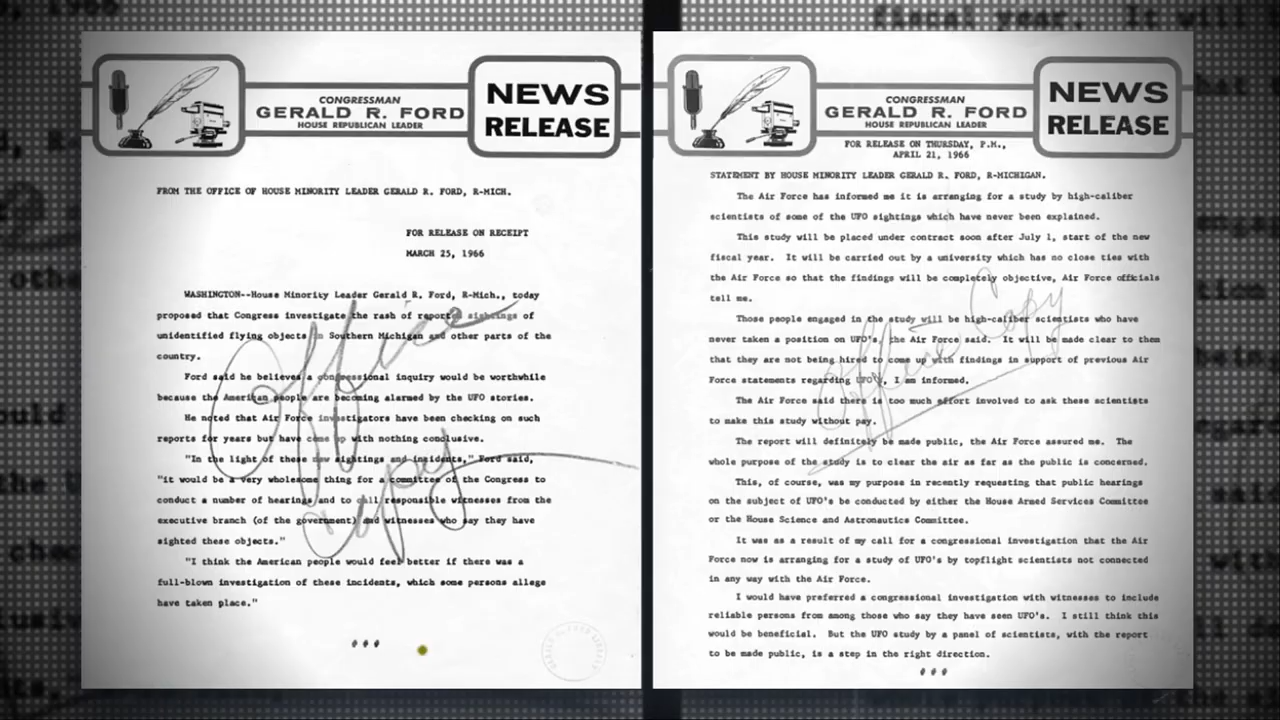 CONGRESSMAN
GERALD R. FORD
HOUSE REPUBLICAN LEADER
NEWS
RELEASE
FROM THE OFFICE OF HOUSE MINORITY LEADER GERALD R. FORD, R-MICH.
FOR RELEASE ON RECEIPT
MARCH 25, 1966
WASHINGTON--House Minority Leader Gerald R. Ford, R-Mich., today
proposed that Congress investigate the rash of reported sightings of
unidentified flying objects in Southern Michigan and other parts of the
country.
Ford said he believes a congressional inquiry would be worthwhile
because the American people are becoming alarmed by the UFO stories.
He noted that Air Force investigators have been checking on such
reports for years but have come up with nothing conclusive.
"In the light of these new sightings and incidents," Ford said,
"it would be a very wholesome thing for a committee of the Congress to
conduct a number of hearings and to call responsible witnesses from the
executive branch (of the government) and witnesses who say they have
sighted these objects."
"I think the American people would feel better if there was a
full-blown investigation of these incidents, which some persons allege
have taken place."
Office
Copy
CONGRESSMAN
GERALD R. FORD
HOUSE REPUBLICAN LEADER
NEWS
RELEASE
FOR RELEASE ON THURSDAY, P.M.,
APRIL 21, 1966
STATEMENT BY HOUSE MINORITY LEADER GERALD R. FORD, R-MICHIGAN.
The Air Force has informed me it is arranging for a study by high-caliber
scientists of some of the UFO sightings which have never been explained.
This study will be placed under contract soon after July 1, start of the new
fiscal year. It will be carried out by a university which has no close ties with
the Air Force so that the findings will be completely objective, Air Force officials
tell me.
Those people engaged in the study will be high-caliber scientists who have
never taken a position on UFO's, the Air Force said. It will be made clear to them
that they are not being hired to come up with findings in support of previous Air
Force statements regarding UFO's, I am informed.
The Air Force said there is too much effort involved to ask these scientists
to make this study without pay.
The report will definitely be made public, the Air Force assured me. The
whole purpose of the study is to clear the air as far as the public is concerned.
This, of course, was my purpose in recently requesting that public hearings
on the subject of UFO's be conducted by either the House Armed Services Committee
or the House Science and Astronautics Committee.
It was as a result of my call for a congressional investigation that the Air
Force now is arranging for a study of UFO's by topflight scientists not connected
in any way with the Air Force.
I would have preferred a congressional investigation with witnesses to include
reliable persons from among those who say they have seen UFO's. I still think this
would be beneficial. But the UFO study by a panel of scientists, with the report
to be made public, is a step in the right direction.
Office Copy
fiscal year. It will